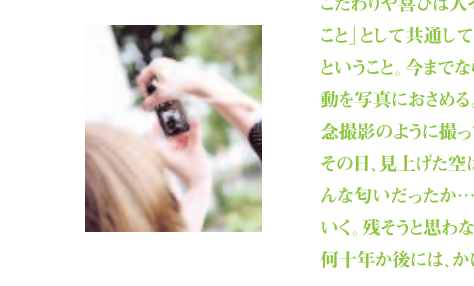 こだわりや喜びは人
こと」として共通して
ということ。今までな
動を写真におさめる。
念撮影のように撮っ
その日、見上げた空に
んな匂いだったか…
いく。残そうと思わな
何十年か後には、か